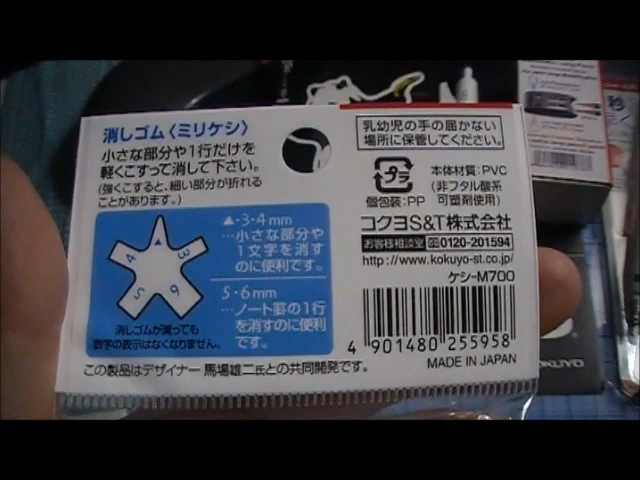 消しゴム〈ミリケシ〉
小さな部分や1行だけを
軽くこすって消して下さい。
(強くこすると、細い部分が折れる
ことがあります。)
▲・3・4mm
…小さな部分や
1文字を消す
のに便利です。
5・6mm
…ノート罫の1行
を消すのに便利
です。
3
4
5
6
消しゴムが減っても
数字の表示はなくなりません。
この製品はデザイナー 馬場雄二氏との共同開発です。
乳幼児の手の届かない
場所に保管してください。
プラ
個包装:PP
本体材質:PVC
(非フタル酸系
可塑剤使用)
コクヨS&T株式会社
お客様相談室 0120-201594
http://www.kokuyo-st.co.jp/
ケシ-M700
4 901480 255958
MADE IN JAPAN
KOKUYO
秒